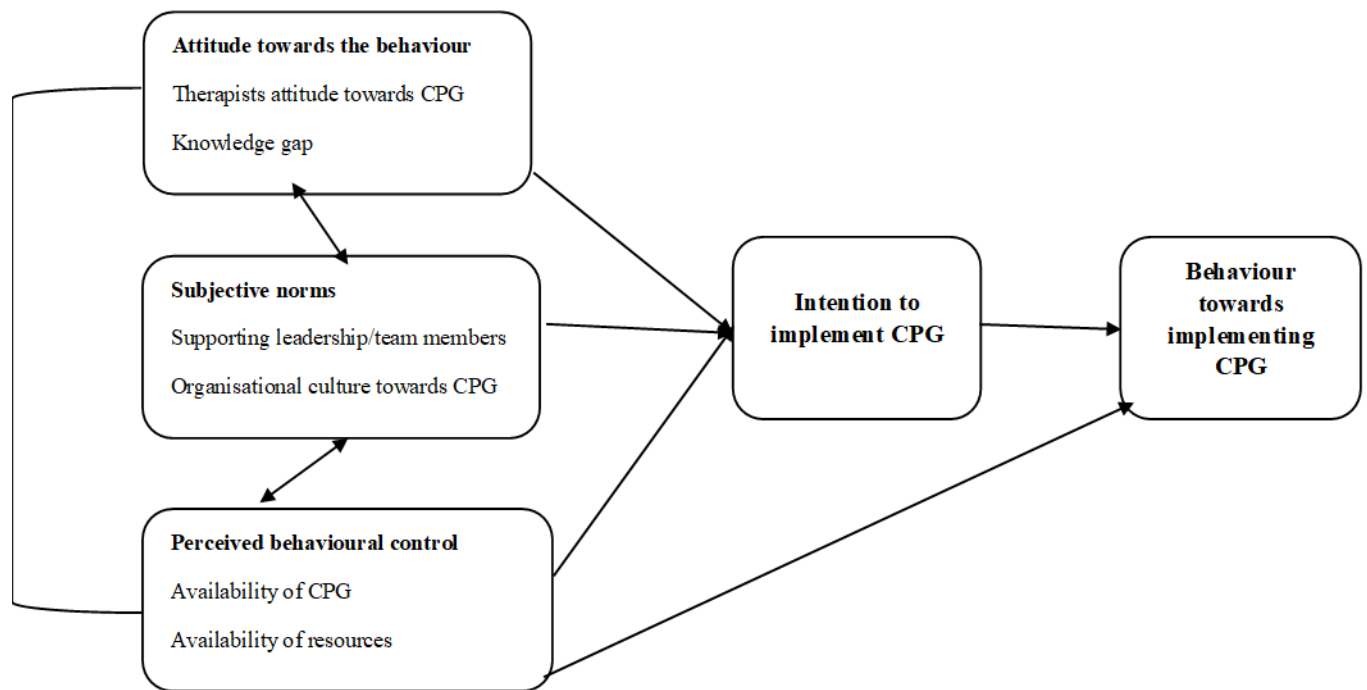 Attitude towards the behaviour
Therapists attitude towards CPG
Knowledge gap
Subjective norms
Supporting leadership/team members
Organisational culture towards CPG
Perceived behavioural control
Availability of CPG
Availability of resources
Intention to
implement CPG
Behaviour
towards
implementing
CPG